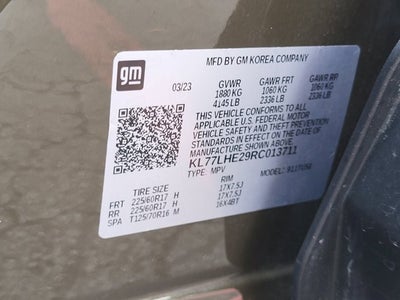 gm
MFD BY GM KOREA COMPANY
03/23 GVWR GAWR FRT GAWR RR
1880 KG 1060 KG 1060 KG
4145 LB 2336 LB 2336 LB
THIS VEHICLE CONFORMS TO ALL
APPLICABLE U.S. FEDERAL MOTOR
VEHICLE SAFETY AND THEFT PREVENTION
STANDARDS IN EFFECT ON THE DATE OF
MANUFACTURE SHOWN ABOVE.
KL77LHE29RC013711
TYPE: MPV
TIRE SIZE RIM
FRT 225/60R17 H 17X7.5J
RR 225/60R17 H 17X7.5J
SPA T125/70R16 M 16X4BT